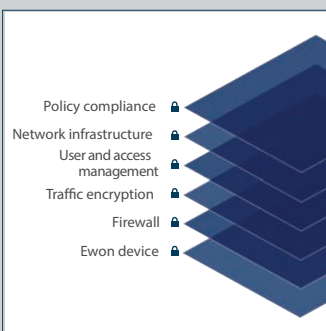 Policy compliance
Network infrastructure
User and access
management
Traffic encryption
Firewall
Ewon device